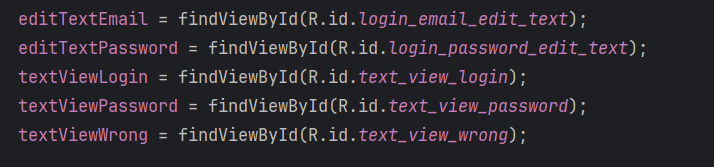 editTextEmail = findViewById(R.id.login_email_edit_text);
editTextPassword = findViewById(R.id.login_password_edit_text);
textViewLogin = findViewById(R.id.text_view_login);
textViewPassword = findViewById(R.id.text_view_password);
textViewWrong = findViewById(R.id.text_view_wrong);